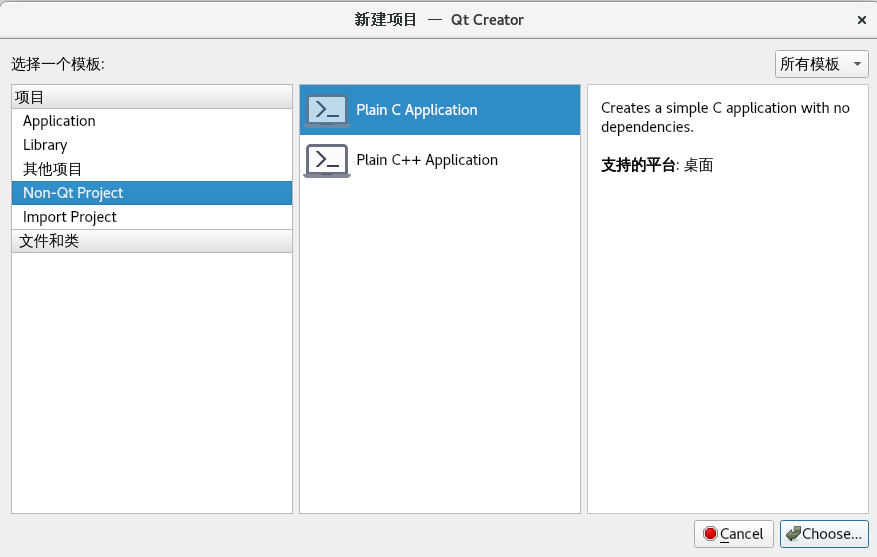 新建项目 — Qt Creator
选择一个模板:
所有模板
项目
Application
Library
其他项目
Non-Qt Project
Import Project
文件和类
Plain C Application
Plain C++ Application
Creates a simple C application with no
dependencies.
支持的平台: 桌面
Cancel
Choose...